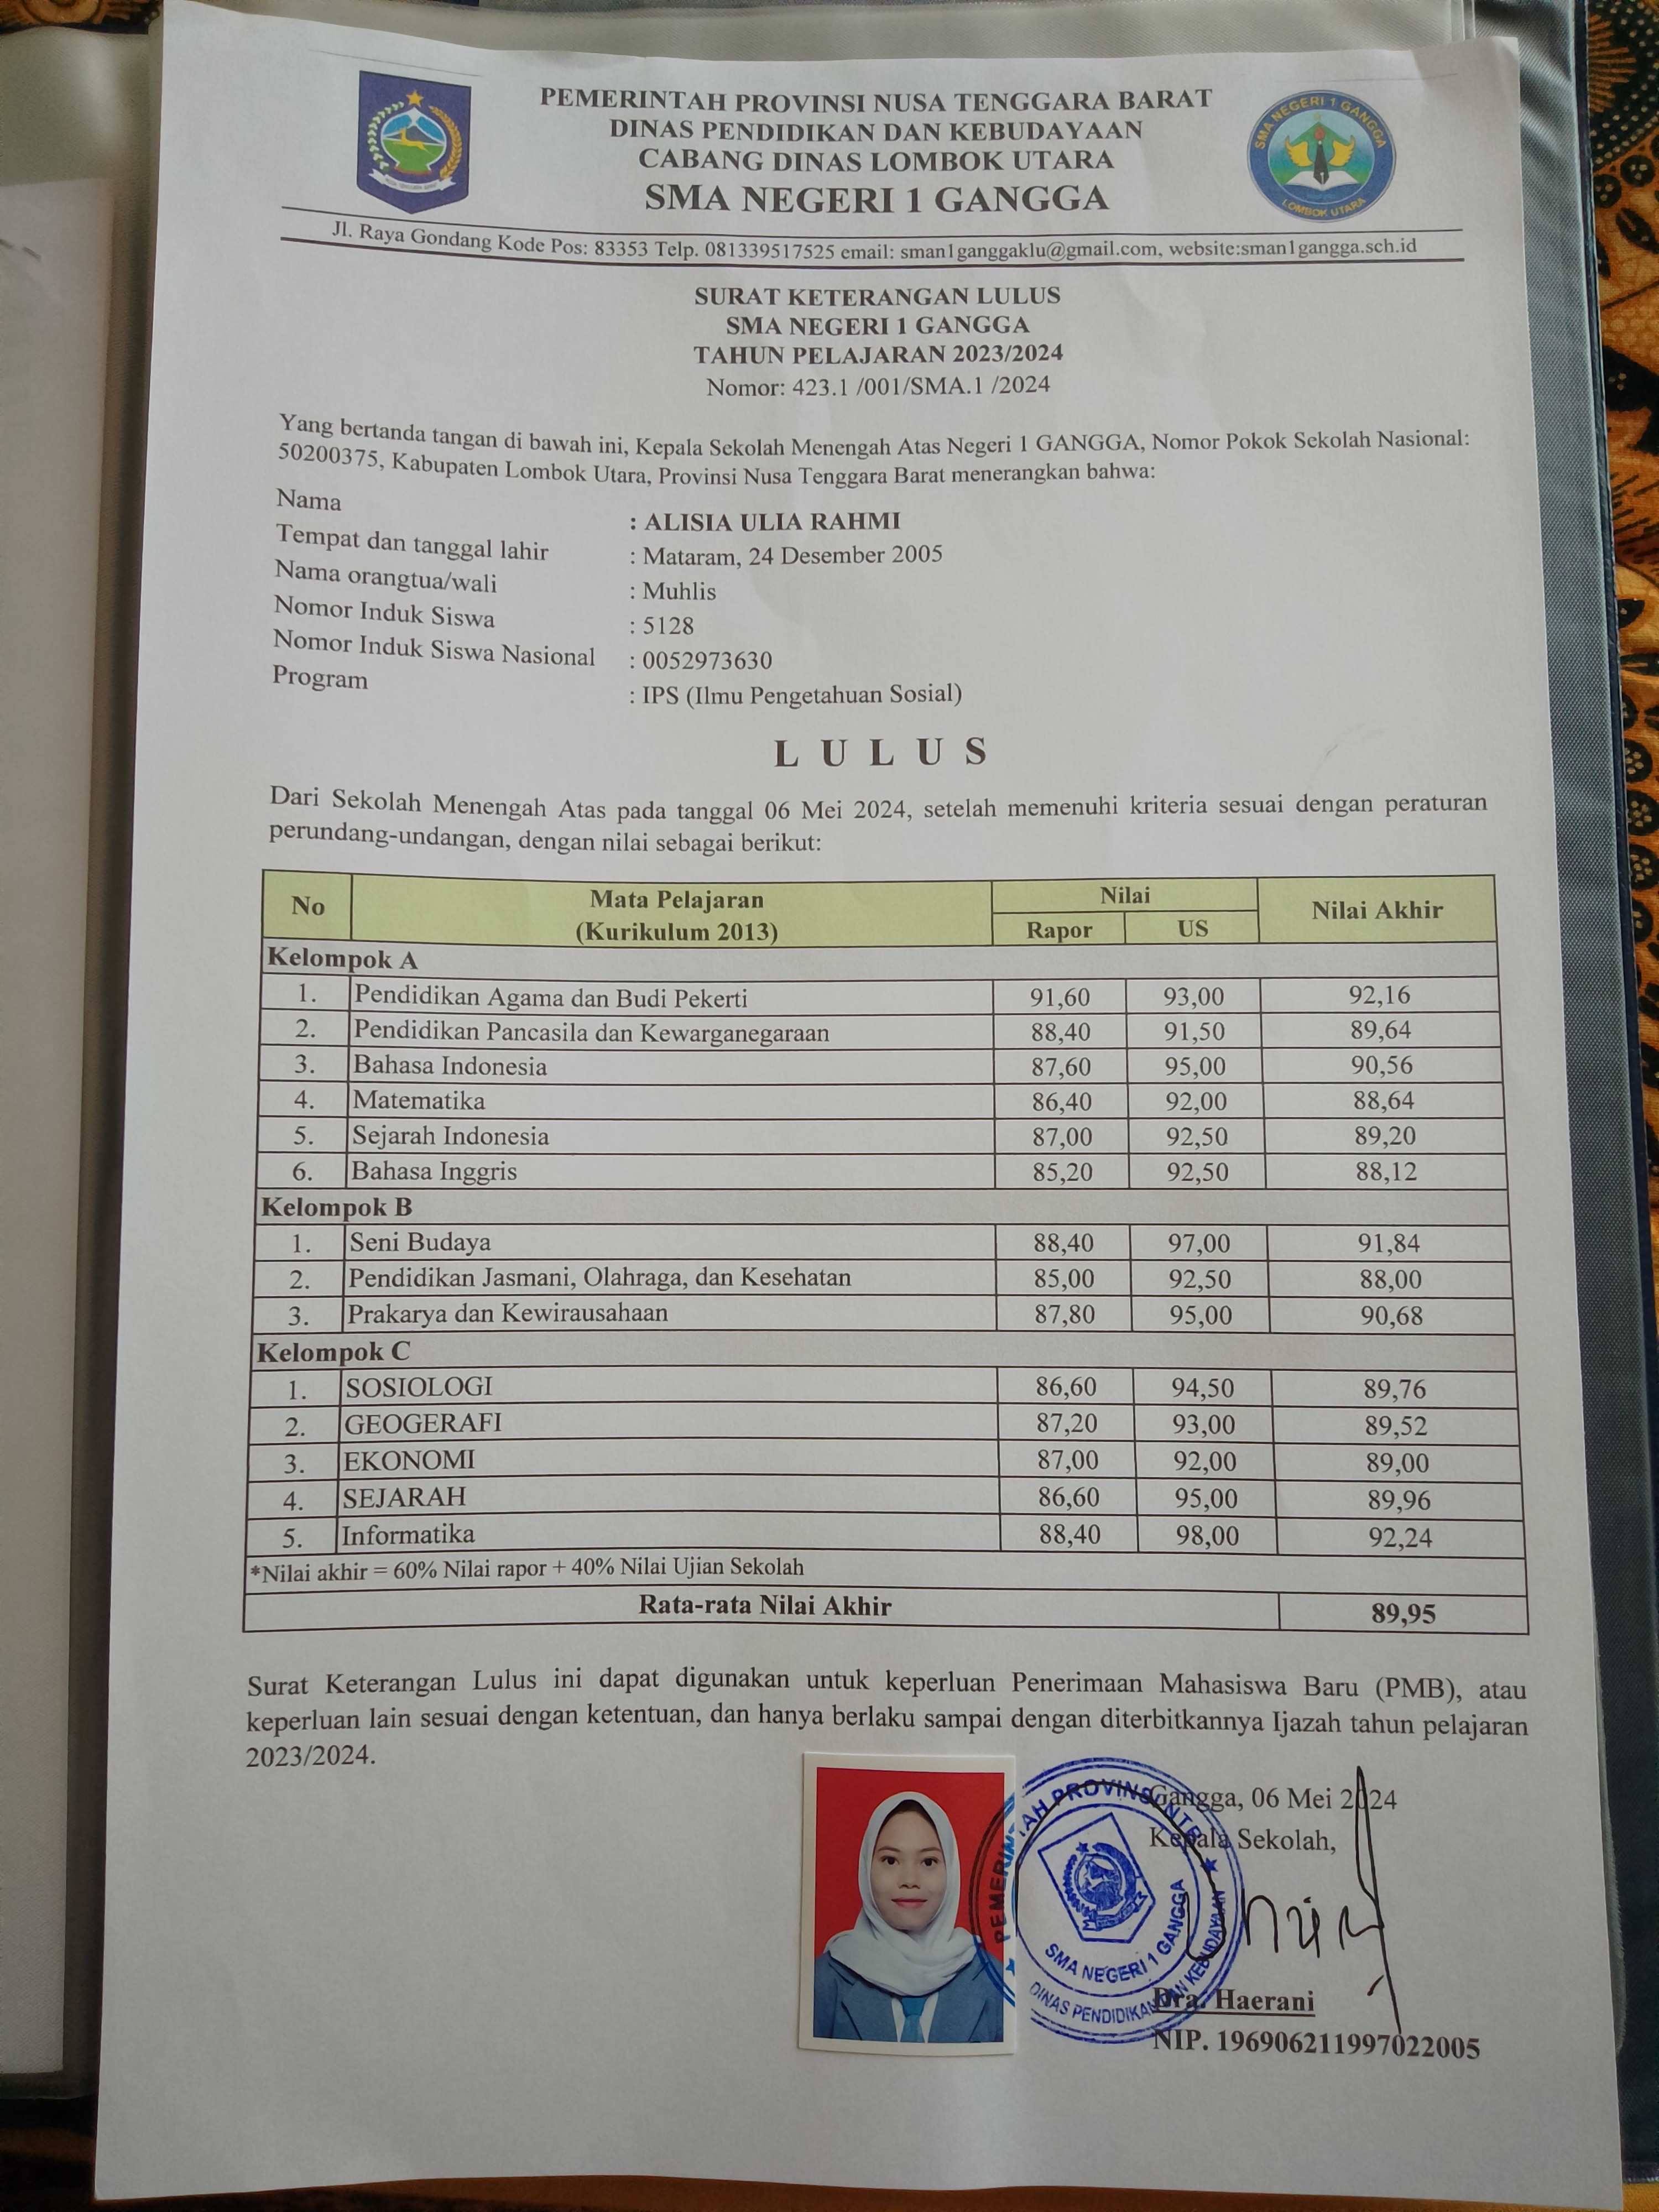 PEMERINTAH PROVINSI NUSA TENGGARA BARAT
DINAS PENDIDIKAN DAN KEBUDAYAAN
CABANG DINAS LOMBOK UTARA
SMA NEGERI 1 GANGGA
SMA NEGERI 1 GANGGA
LOMBOK UTARA
Jl. Raya Gondang Kode Pos: 83353 Telp. 081339517525 email: sman1ganggaklu@gmail.com, website:sman1gangga.sch.id
SURAT KETERANGAN LULUS
SMA NEGERI 1 GANGGA
TAHUN PELAJARAN 2023/2024
Nomor: 423.1 /001/SMA.1 /2024
Yang bertanda tangan di bawah ini, Kepala Sekolah Menengah Atas Negeri 1 GANGGA, Nomor Pokok Sekolah Nasional:
50200375, Kabupaten Lombok Utara, Provinsi Nusa Tenggara Barat menerangkan bahwa:
Nama : ALISIA ULIA RAHMI
Tempat dan tanggal lahir : Mataram, 24 Desember 2005
Nama orangtua/wali : Muhlis
Nomor Induk Siswa : 5128
Nomor Induk Siswa Nasional : 0052973630
Program : IPS (Ilmu Pengetahuan Sosial)
L U L U S
Dari Sekolah Menengah Atas pada tanggal 06 Mei 2024, setelah memenuhi kriteria sesuai dengan peraturan
perundang-undangan, dengan nilai sebagai berikut:
No Mata Pelajaran (Kurikulum 2013) Nilai Nilai Akhir
Rapor US
Kelompok A
1. Pendidikan Agama dan Budi Pekerti 91,60 93,00 92,16
2. Pendidikan Pancasila dan Kewarganegaraan 88,40 91,50 89,64
3. Bahasa Indonesia 87,60 95,00 90,56
4. Matematika 86,40 92,00 88,64
5. Sejarah Indonesia 87,00 92,50 89,20
6. Bahasa Inggris 85,20 92,50 88,12
Kelompok B
1. Seni Budaya 88,40 97,00 91,84
2. Pendidikan Jasmani, Olahraga, dan Kesehatan 85,00 92,50 88,00
3. Prakarya dan Kewirausahaan 87,80 95,00 90,68
Kelompok C
1. SOSIOLOGI 86,60 94,50 89,76
2. GEOGERAFI 87,20 93,00 89,52
3. EKONOMI 87,00 92,00 89,00
4. SEJARAH 86,60 95,00 89,96
5. Informatika 88,40 98,00 92,24
*Nilai akhir = 60% Nilai rapor + 40% Nilai Ujian Sekolah
Rata-rata Nilai Akhir 89,95
Surat Keterangan Lulus ini dapat digunakan untuk keperluan Penerimaan Mahasiswa Baru (PMB), atau
keperluan lain sesuai dengan ketentuan, dan hanya berlaku sampai dengan diterbitkannya Ijazah tahun pelajaran
2023/2024.
Gangga, 06 Mei 2024
Kepala Sekolah,
SMA NEGERI 1 GANGGA
DINAS PENDIDIKAN DAN KEBUDAYAAN
Dra. Haerani
NIP. 196906211997022005